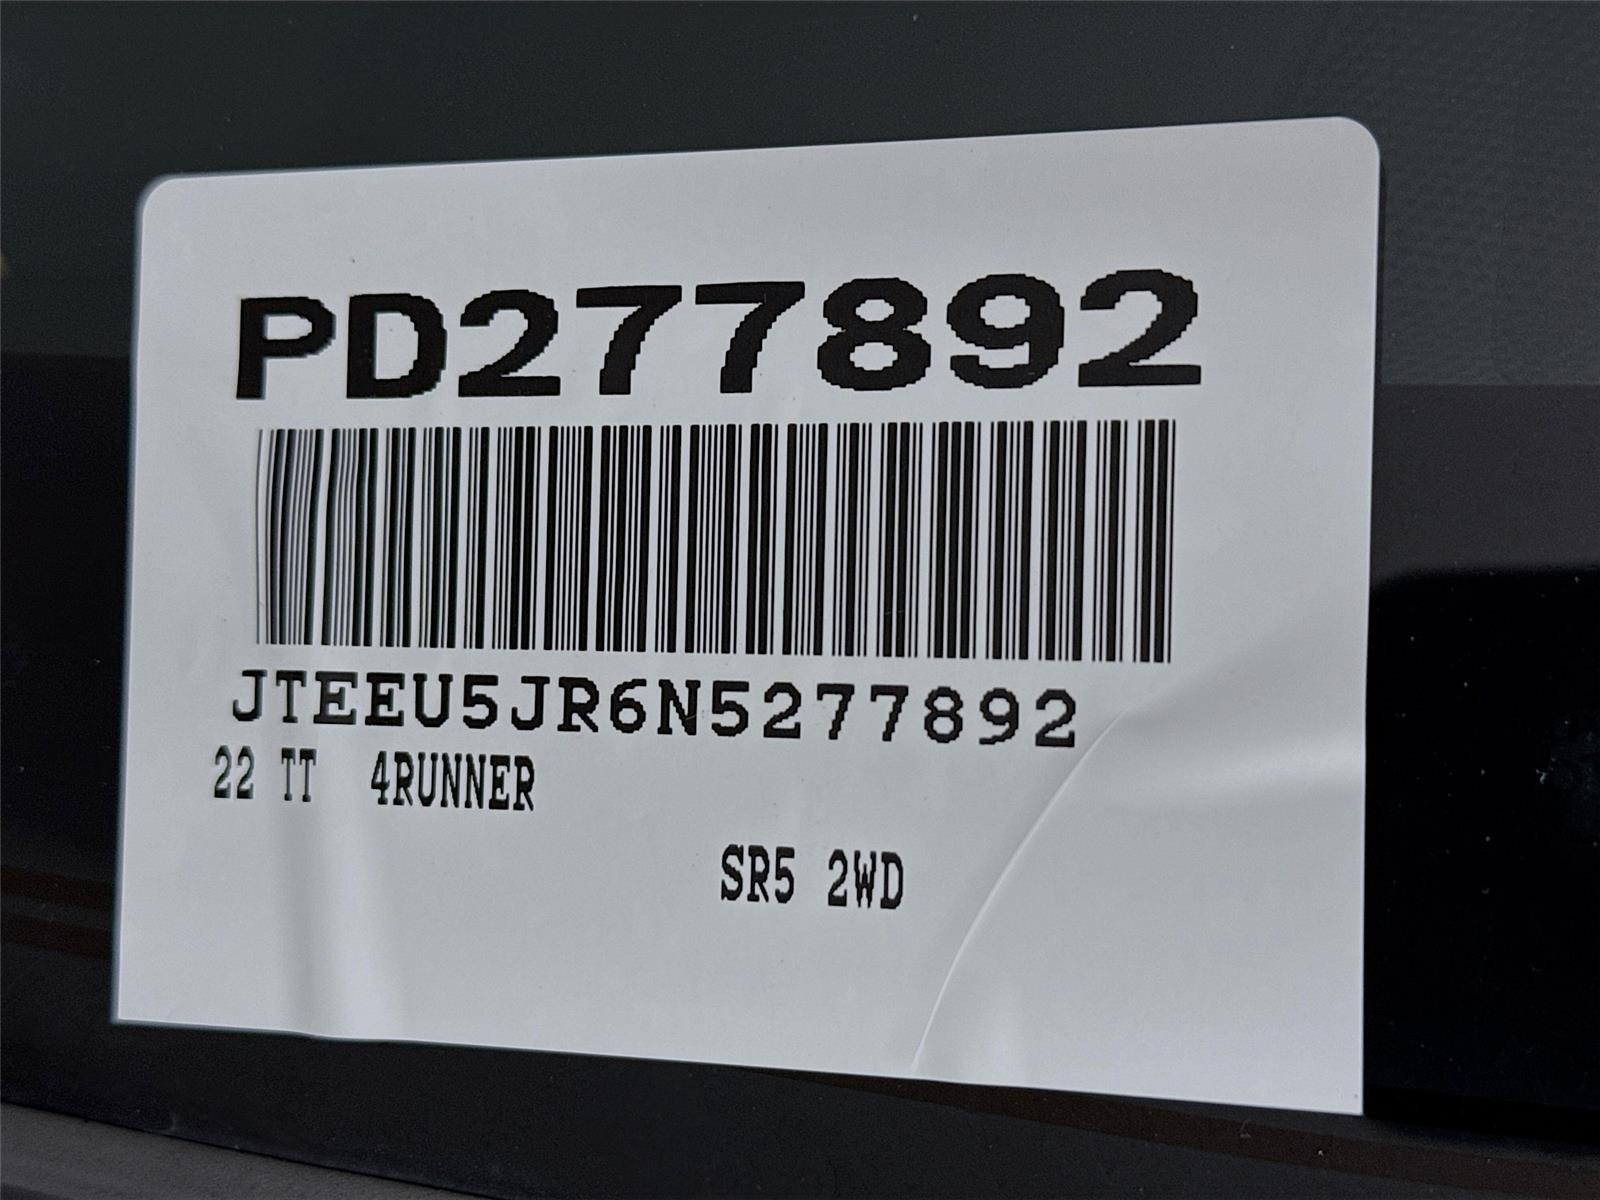 PD277892
JTEEU5JR6N5277892
22 TT 4RUNNER
SR5 2WD